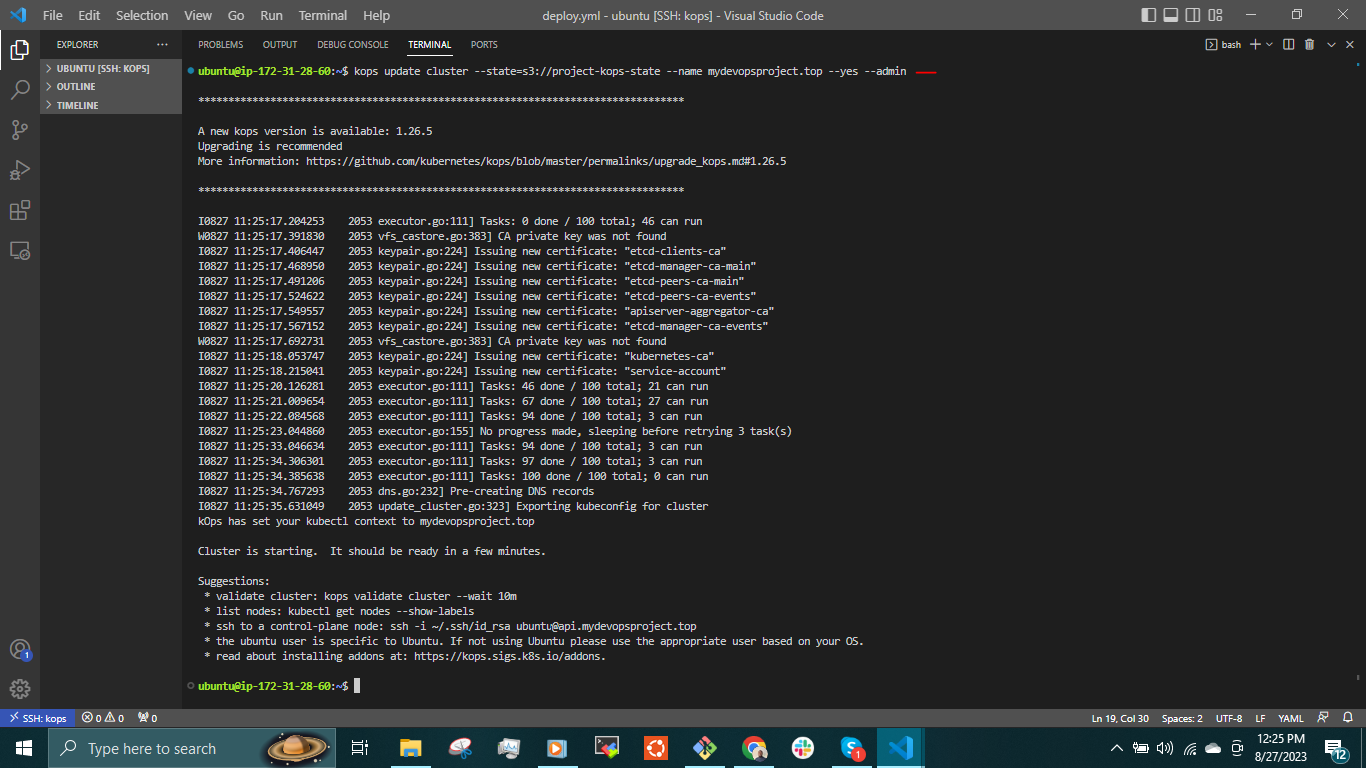 File Edit Selection View Go Run Terminal Help
deploy.yml - ubuntu [SSH: kops] - Visual Studio Code
EXPLORER
UBUNTU [SSH: KOPS]
OUTLINE
TIMELINE
PROBLEMS OUTPUT DEBUG CONSOLE TERMINAL PORTS
bash
ubuntu@ip-172-31-28-60:~$ kops update cluster --state=s3://project-kops-state --name mydevopsproject.top --yes --admin
*********************************************************************************
A new kops version is available: 1.26.5
Upgrading is recommended
More information: https://github.com/kubernetes/kops/blob/master/permalinks/upgrade_kops.md#1.26.5
*********************************************************************************
I0827 11:25:17.204253 2053 executor.go:111] Tasks: 0 done / 100 total; 46 can run
W0827 11:25:17.391830 2053 vfs_castore.go:383] CA private key was not found
I0827 11:25:17.406447 2053 keypair.go:224] Issuing new certificate: "etcd-clients-ca"
I0827 11:25:17.468950 2053 keypair.go:224] Issuing new certificate: "etcd-manager-ca-main"
I0827 11:25:17.491206 2053 keypair.go:224] Issuing new certificate: "etcd-peers-ca-main"
I0827 11:25:17.524622 2053 keypair.go:224] Issuing new certificate: "etcd-peers-ca-events"
I0827 11:25:17.549557 2053 keypair.go:224] Issuing new certificate: "apiserver-aggregator-ca"
I0827 11:25:17.567152 2053 keypair.go:224] Issuing new certificate: "etcd-manager-ca-events"
W0827 11:25:17.692731 2053 vfs_castore.go:383] CA private key was not found
I0827 11:25:18.053747 2053 keypair.go:224] Issuing new certificate: "kubernetes-ca"
I0827 11:25:18.215041 2053 keypair.go:224] Issuing new certificate: "service-account"
I0827 11:25:20.126281 2053 executor.go:111] Tasks: 46 done / 100 total; 21 can run
I0827 11:25:21.009654 2053 executor.go:111] Tasks: 67 done / 100 total; 27 can run
I0827 11:25:22.084568 2053 executor.go:111] Tasks: 94 done / 100 total; 3 can run
I0827 11:25:23.044860 2053 executor.go:155] No progress made, sleeping before retrying 3 task(s)
I0827 11:25:33.046634 2053 executor.go:111] Tasks: 94 done / 100 total; 3 can run
I0827 11:25:34.306301 2053 executor.go:111] Tasks: 97 done / 100 total; 3 can run
I0827 11:25:34.385638 2053 executor.go:111] Tasks: 100 done / 100 total; 0 can run
I0827 11:25:34.767293 2053 dns.go:232] Pre-creating DNS records
I0827 11:25:35.631049 2053 update_cluster.go:323] Exporting kubeconfig for cluster
kOps has set your kubectl context to mydevopsproject.top
Cluster is starting. It should be ready in a few minutes.
Suggestions:
* validate cluster: kops validate cluster --wait 10m
* list nodes: kubectl get nodes --show-labels
* ssh to a control-plane node: ssh -i ~/.ssh/id_rsa ubuntu@api.mydevopsproject.top
* the ubuntu user is specific to Ubuntu. If not using Ubuntu please use the appropriate user based on your OS.
* read about installing addons at: https://kops.sigs.k8s.io/addons.
ubuntu@ip-172-31-28-60:~$
1
SSH: kops 0 0 0 Ln 19, Col 30 Spaces: 2 UTF-8 LF YAML
Type here to search
1
12:25 PM
8/27/2023
12